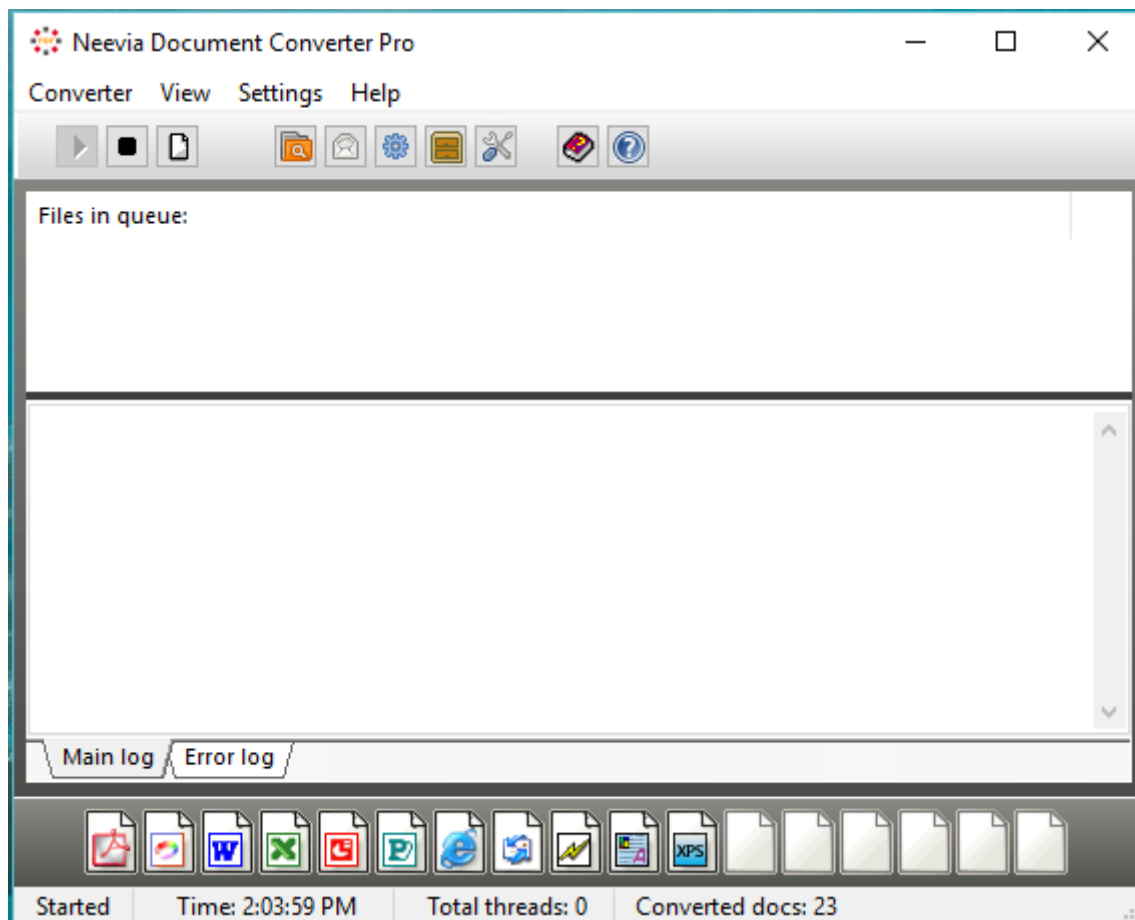 Neevia Document Converter Pro
Converter View Settings Help
Files in queue:
Main log Error log
XPS
Started Time: 2:03:59 PM Total threads: 0 Converted docs: 23